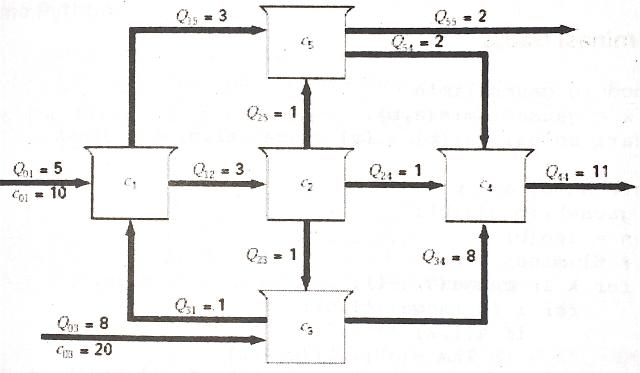 Q15 = 3
Q55 = 2
Q54 = 2
c5
Q25 = 1
Q01 = 5
c01 = 10
c1
Q12 = 3
c2
Q24 = 1
c4
Q44 = 11
Q23 = 1
Q34 = 8
Q31 = 1
Q03 = 8
c03 = 20
c3